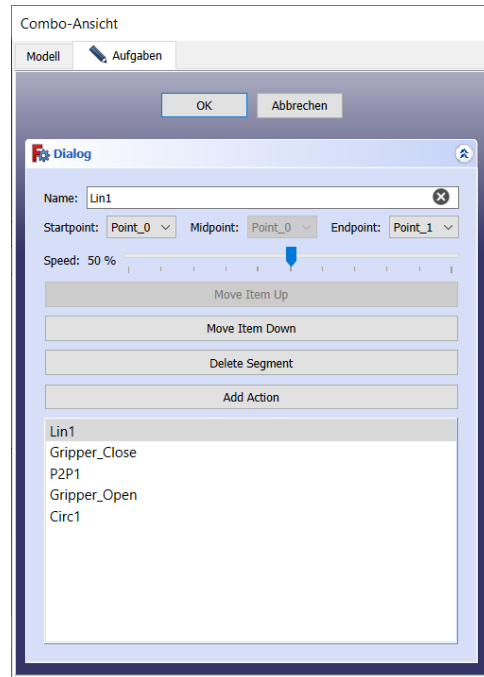 Combo-Ansicht
Modell Aufgaben
OK Abbrechen
Dialog
Name: Lin1
Startpoint: Point_0 Midpoint: Point_0 Endpoint: Point_1
Speed: 50 %
Move Item Up
Move Item Down
Delete Segment
Add Action
Lin1
Gripper_Close
P2P1
Gripper_Open
Circ1